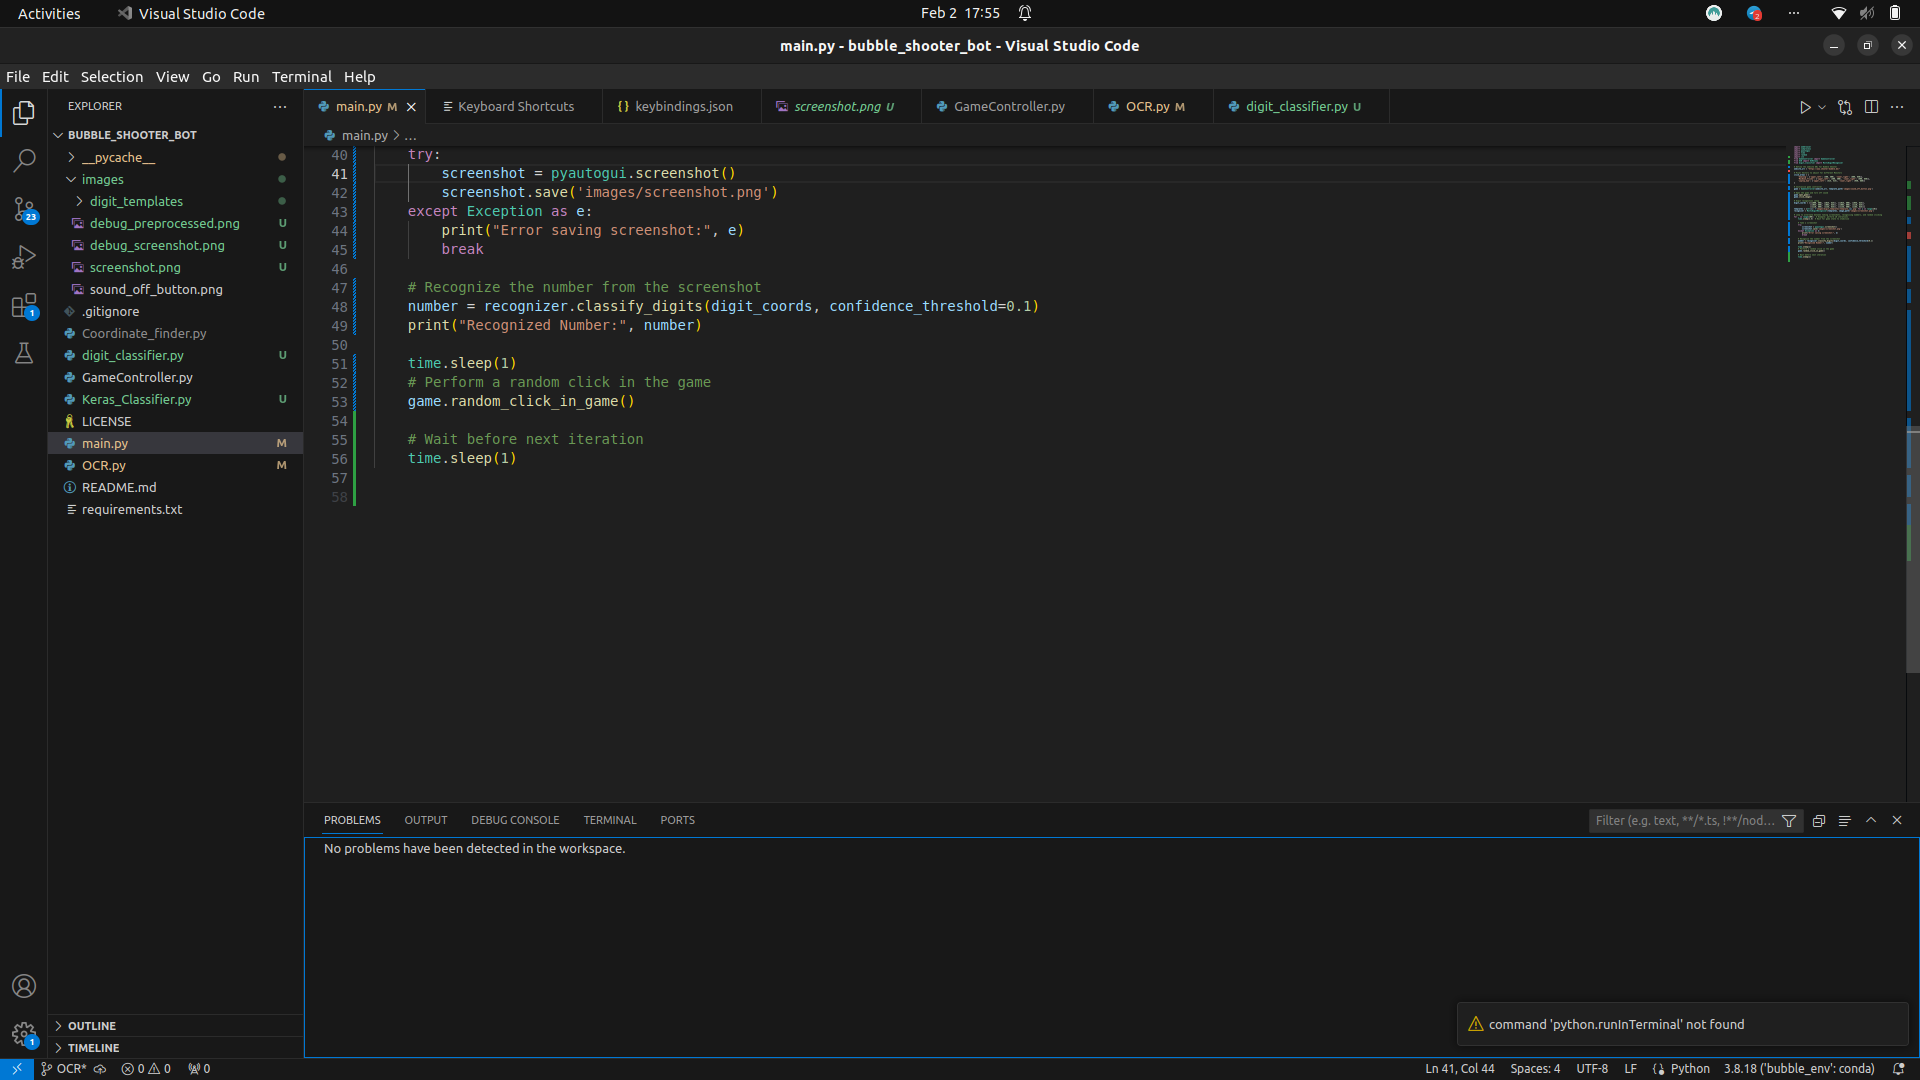 Activities
Visual Studio Code
Feb 2 17:55
2
...
main.py - bubble_shooter_bot - Visual Studio Code
File Edit Selection View Go Run Terminal Help
EXPLORER
main.py M
Keyboard Shortcuts
{} keybindings.json
screenshot.png U
GameController.py
OCR.py M
digit_classifier.py U
main.py > ...
BUBBLE_SHOOTER_BOT
__pycache__
images
digit_templates
debug_preprocessed.png U
debug_screenshot.png U
screenshot.png U
sound_off_button.png
.gitignore
Coordinate_finder.py
digit_classifier.py U
GameController.py
Keras_Classifier.py U
LICENSE
main.py M
OCR.py M
README.md
requirements.txt
OUTLINE
TIMELINE
23
1
1
40 try:
41 screenshot = pyautogui.screenshot()
42 screenshot.save('images/screenshot.png')
43 except Exception as e:
44 print("Error saving screenshot:", e)
45 break
46
47 # Recognize the number from the screenshot
48 number = recognizer.classify_digits(digit_coords, confidence_threshold=0.1)
49 print("Recognized Number:", number)
50
51 time.sleep(1)
52 # Perform a random click in the game
53 game.random_click_in_game()
54
55 # Wait before next iteration
56 time.sleep(1)
57
58
PROBLEMS OUTPUT DEBUG CONSOLE TERMINAL PORTS
Filter (e.g. text, **/*.ts, !**/nod...
No problems have been detected in the workspace.
command 'python.runInTerminal' not found
OCR* 0 0 0
Ln 41, Col 44 Spaces: 4 UTF-8 LF {} Python 3.8.18 ('bubble_env': conda)